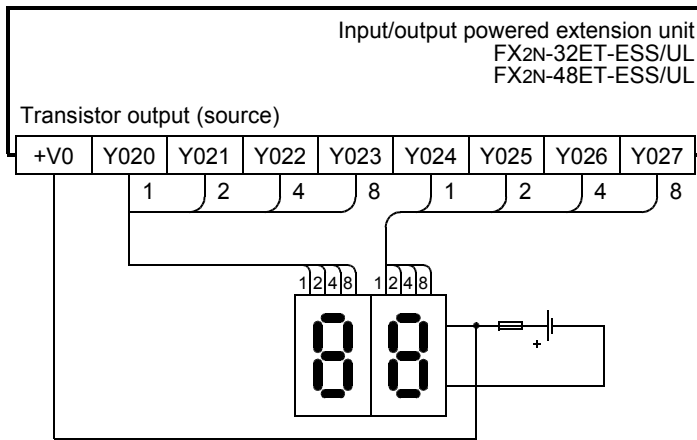 Input/output powered extension unit
FX2N-32ET-ESS/UL
FX2N-48ET-ESS/UL
Transistor output (source)
+V0 Y020 Y021 Y022 Y023 Y024 Y025 Y026 Y027
1 2 4 8 1 2 4 8
1 2 4 8 1 2 4 8
8 8
+